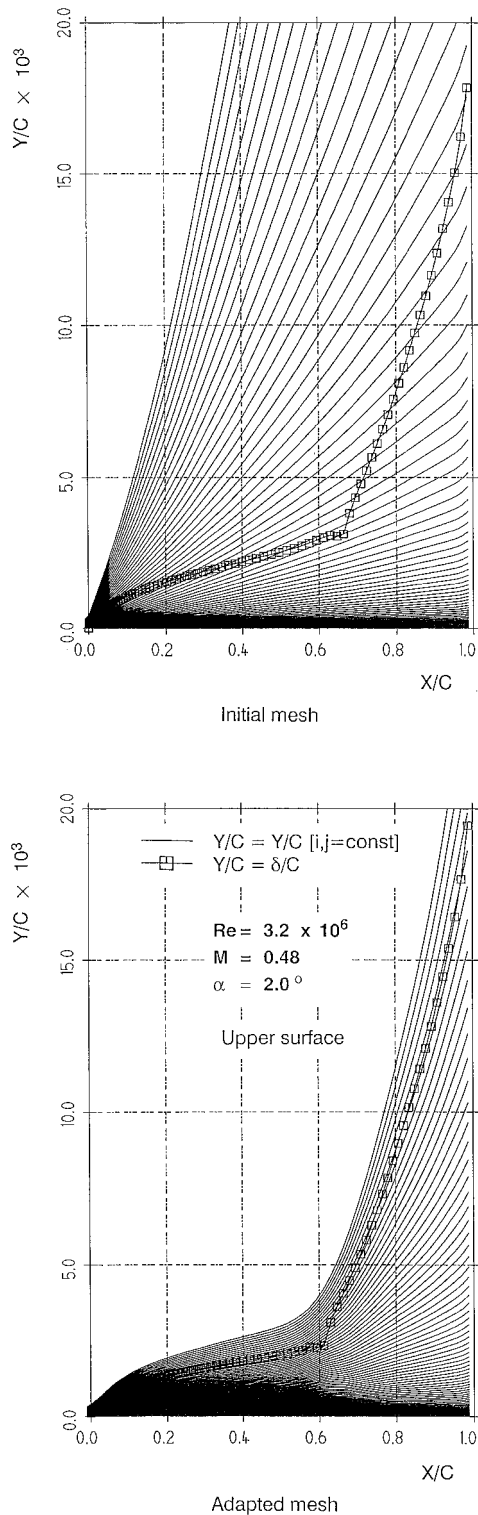 20.0
Y/C × 10³
15.0
10.0
5.0
0.0
0.0 0.2 0.4 0.6 0.8 1.0
X/C
Initial mesh
20.0
Y/C × 10³
Y/C = Y/C [i,j=const]
Y/C = δ/C
Re = 3.2 x 10⁶
M = 0.48
α = 2.0 °
Upper surface
15.0
10.0
5.0
0.0
0.0 0.2 0.4 0.6 0.8 1.0
X/C
Adapted mesh